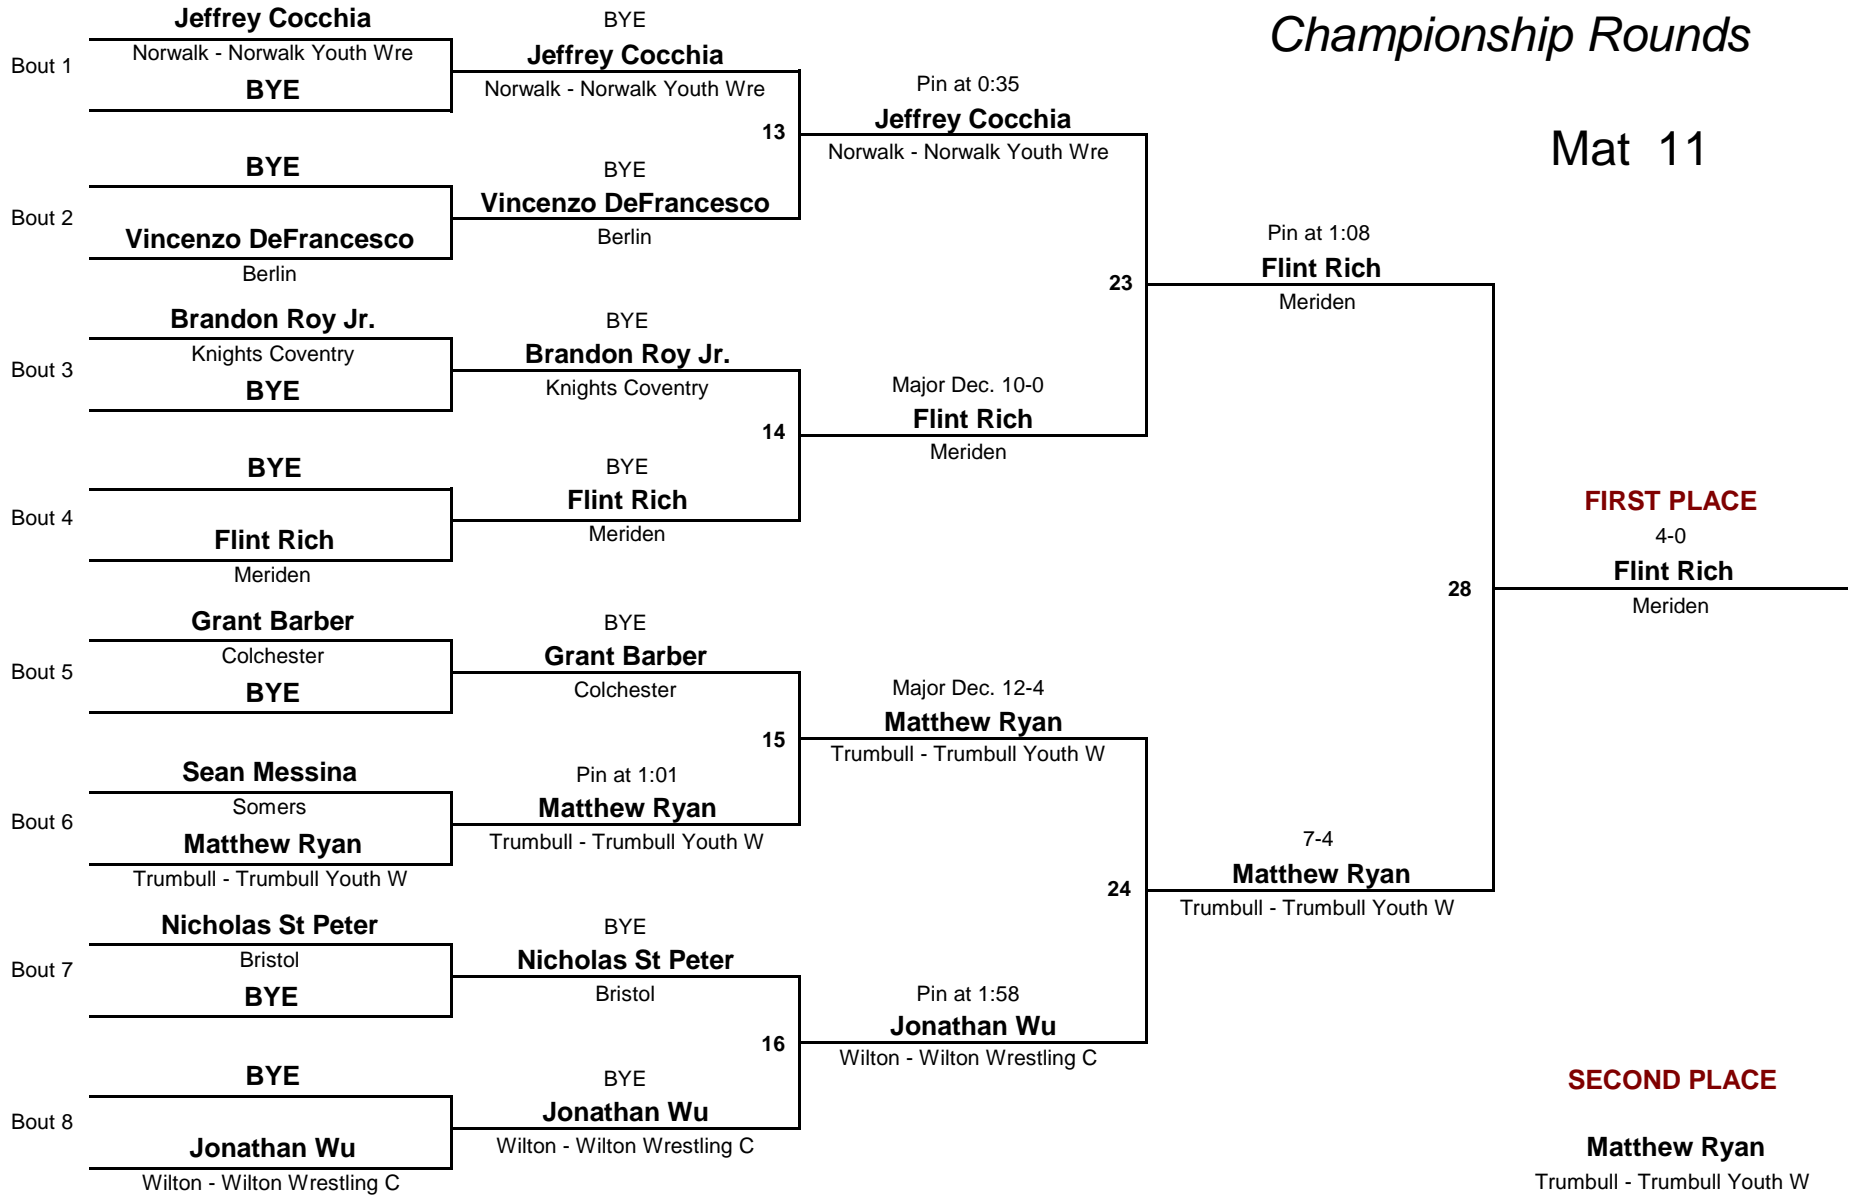 Championship Rounds
Mat 11
Bout 1
Jeffrey Cocchia
Norwalk - Norwalk Youth Wre
BYE
Bout 2
BYE
Vincenzo DeFrancesco
Berlin
Bout 3
Brandon Roy Jr.
Knights Coventry
BYE
Bout 4
BYE
Flint Rich
Meriden
Bout 5
Grant Barber
Colchester
BYE
Bout 6
Sean Messina
Somers
Matthew Ryan
Trumbull - Trumbull Youth W
Bout 7
Nicholas St Peter
Bristol
BYE
Bout 8
BYE
Jonathan Wu
Wilton - Wilton Wrestling C
BYE
Jeffrey Cocchia
Norwalk - Norwalk Youth Wre
13
BYE
Vincenzo DeFrancesco
Berlin
BYE
Brandon Roy Jr.
Knights Coventry
14
BYE
Flint Rich
Meriden
BYE
Grant Barber
Colchester
15
Pin at 1:01
Matthew Ryan
Trumbull - Trumbull Youth W
BYE
Nicholas St Peter
Bristol
16
BYE
Jonathan Wu
Wilton - Wilton Wrestling C
Pin at 0:35
Jeffrey Cocchia
Norwalk - Norwalk Youth Wre
23
Major Dec. 10-0
Flint Rich
Meriden
Major Dec. 12-4
Matthew Ryan
Trumbull - Trumbull Youth W
24
Pin at 1:58
Jonathan Wu
Wilton - Wilton Wrestling C
Pin at 1:08
Flint Rich
Meriden
28
7-4
Matthew Ryan
Trumbull - Trumbull Youth W
FIRST PLACE
4-0
Flint Rich
Meriden
SECOND PLACE
Matthew Ryan
Trumbull - Trumbull Youth W